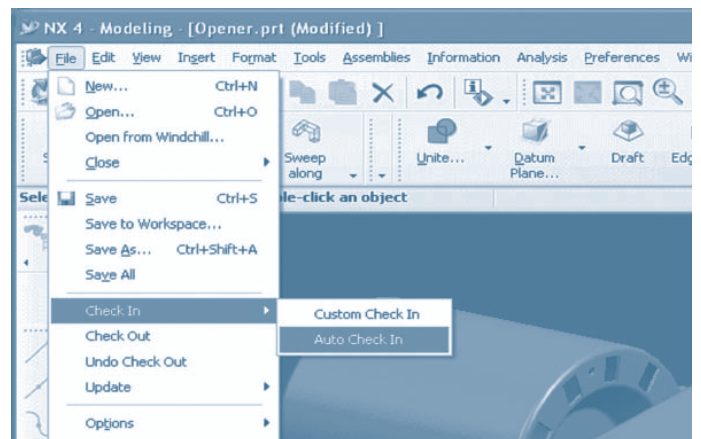 NX 4 - Modeling - [Opener.prt (Modified) ]
File Edit View Insert Format Tools Assemblies Information Analysis Preferences
New... Ctrl+N
Open... Ctrl+O
Open from Windchill...
Close
Sweep along
Unite...
Datum Plane...
Draft
Save Ctrl+S
ble-click an object
Save to Workspace...
Save As... Ctrl+Shift+A
Save All
Check In
Custom Check In
Auto Check In
Check Out
Undo Check Out
Update
Options